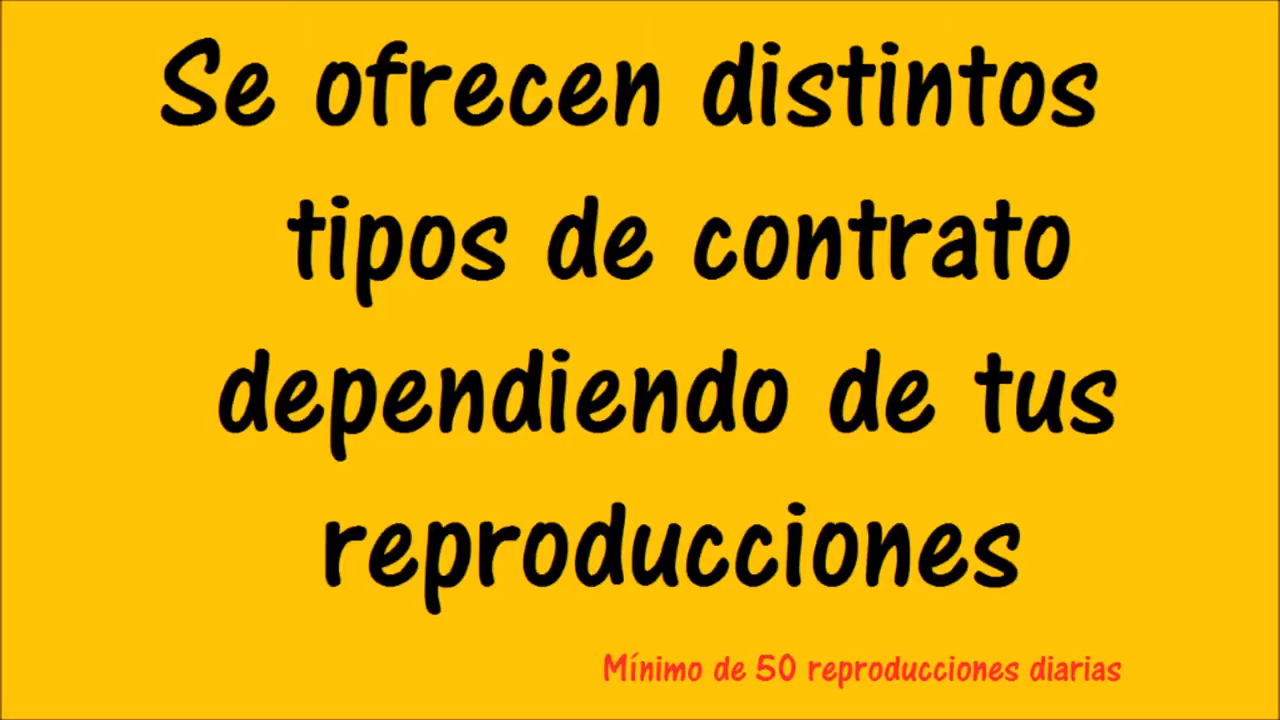 Se ofrecen distintos
tipos de contrato
dependiendo de tus
reproducciones
Mínimo de 50 reproducciones diarias